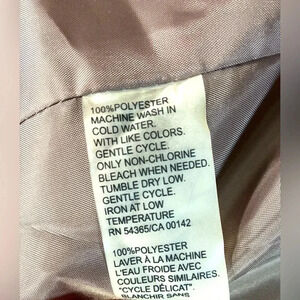 100%POLYESTER
MACHINE WASH IN
COLD WATER.
WITH LIKE COLORS.
GENTLE CYCLE.
ONLY NON-CHLORINE
BLEACH WHEN NEEDED.
TUMBLE DRY LOW.
GENTLE CYCLE.
IRON AT LOW
TEMPERATURE
RN 54365/CA 00142
100%POLYESTER
LAVER À LA MACHINE
L'EAU FROIDE AVEC
COULEURS SIMILAIRES.
"CYCLE DÉLICAT".
BLANCHIR SANS